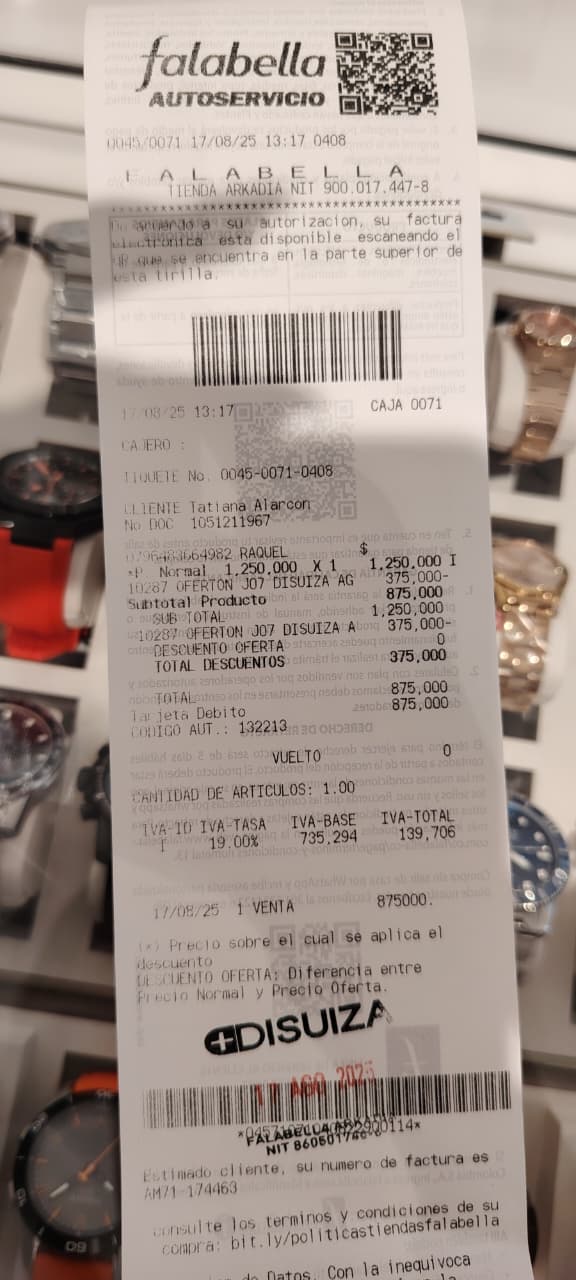 falabella
AUTOSERVICIO
0045/0071 17/08/25 13:17 0408
F A L A B E L L A
TIENDA ARKADIA NIT 900.017.447-8
****************************************
De acuerdo a su autorizacion, su factura
electronica esta disponible escaneando el
QR que se encuentra en la parte superior de
esta tirilla.
17/08/25 13:17 CAJA 0071
CAJERO :
TIQUETE No. 0045-0071-0408
CLIENTE Tatiana Alarcon
No DOC 1051211967
0796483664982 RAQUEL $
*P Normal 1,250,000 X 1 1,250,000 I
10287 OFERTON J07 DISUIZA AG 375,000-
Subtotal Producto 875,000
SUB TOTAL 1,250,000
10287 OFERTON J07 DISUIZA A 375,000-
DESCUENTO OFERTA 0
TOTAL DESCUENTOS 375,000
TOTAL 875,000
Tarjeta Debito 875,000
CODIGO AUT.: 132213
VUELTO 0
CANTIDAD DE ARTICULOS: 1.00
IVA-ID IVA-TASA IVA-BASE IVA-TOTAL
I 19.00% 735,294 139,706
17/08/25 1 VENTA 875000.
(*) Precio sobre el cual se aplica el
descuento
DESCUENTO OFERTA: Diferencia entre
Precio Normal y Precio Oferta.
DISUIZA
17 AGO 2025
FALABELLA
NIT
Estimado cliente, su numero de factura es
AM71-174463
consulte los terminos y condiciones de su
compra: bit.ly/politicastiendasfalabella
de Datos. Con la inequivoca